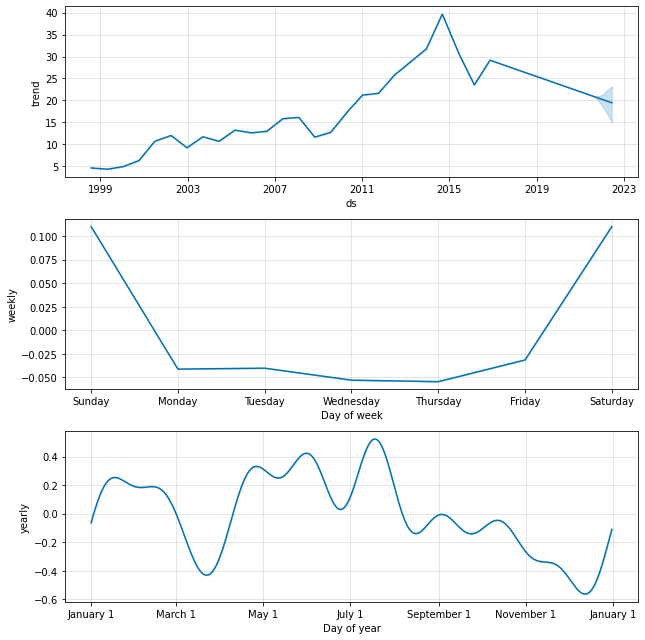 40
35
30
25
20
15
10
5
trend
1999 2003 2007 2011 2015 2019 2023
ds
0.100
0.075
0.050
0.025
0.000
−0.025
−0.050
weekly
Sunday Monday Tuesday Wednesday Thursday Friday Saturday
Day of week
0.4
0.2
0.0
−0.2
−0.4
−0.6
yearly
January 1 March 1 May 1 July 1 September 1 November 1 January 1
Day of year